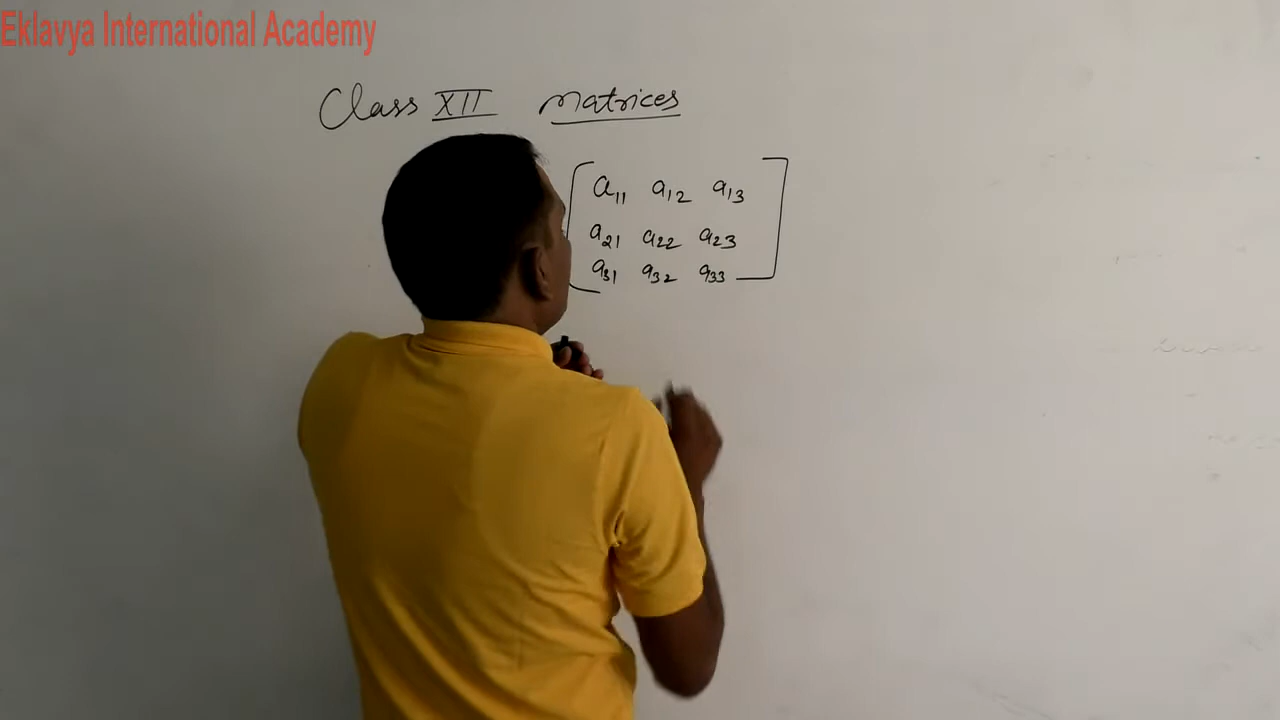 Eklavya International Academy
Class XII Matrices
a11 a12 a13
a21 a22 a23
a31 a32 a33